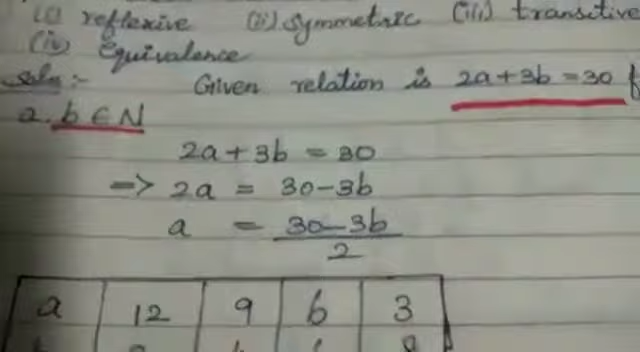 (i) reflexive (ii) Symmetric (iii) transitive
(iv) Equivalence
Soln:- Given relation is 2a+3b=30 f
a, b ∈ N
2a+3b = 30
=> 2a = 30-3b
a = 30-3b / 2
a 12 9 6 3